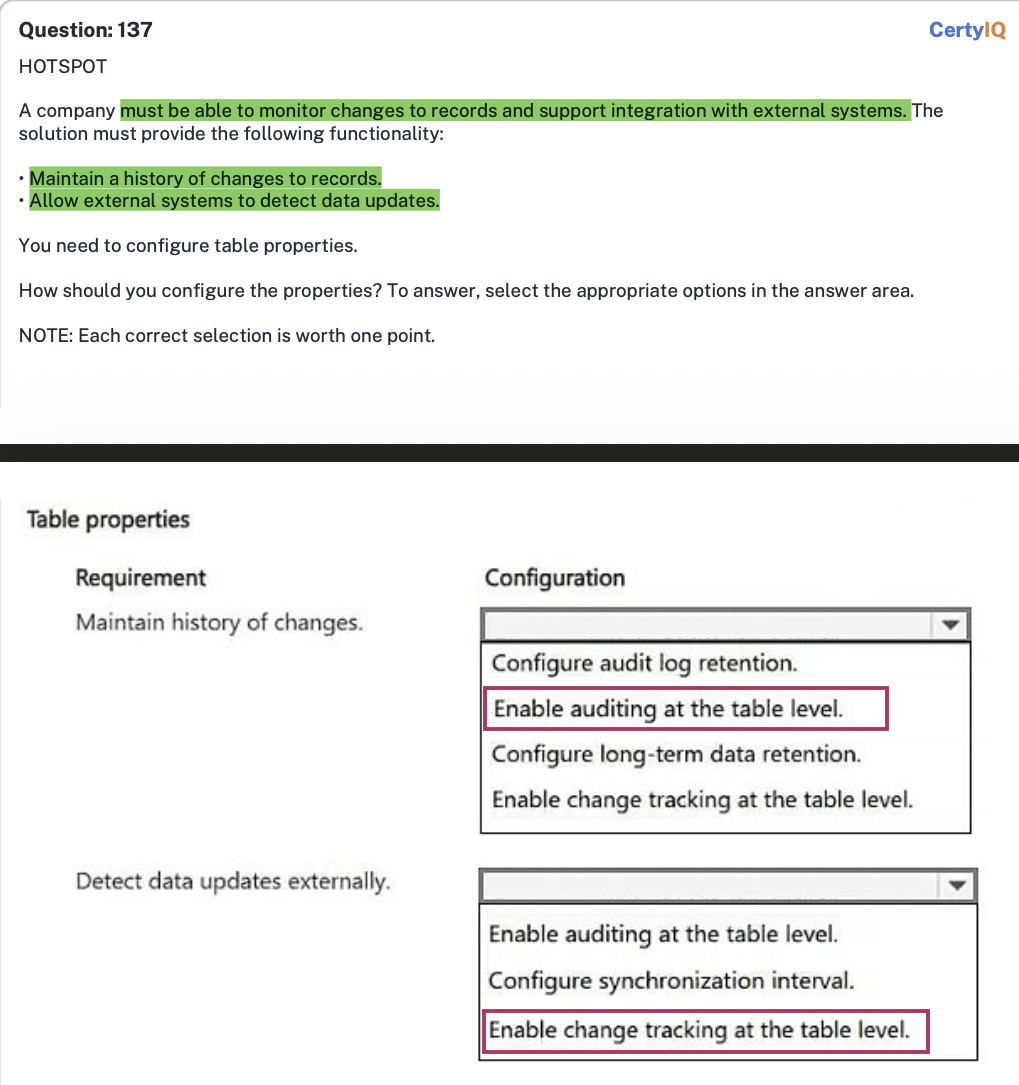 Question: 137
CertyIQ
HOTSPOT
A company must be able to monitor changes to records and support integration with external systems. The
solution must provide the following functionality:
• Maintain a history of changes to records.
• Allow external systems to detect data updates.
You need to configure table properties.
How should you configure the properties? To answer, select the appropriate options in the answer area.
NOTE: Each correct selection is worth one point.
Table properties
Requirement
Configuration
Maintain history of changes.
Configure audit log retention.
Enable auditing at the table level.
Configure long-term data retention.
Enable change tracking at the table level.
Detect data updates externally.
Enable auditing at the table level.
Configure synchronization interval.
Enable change tracking at the table level.